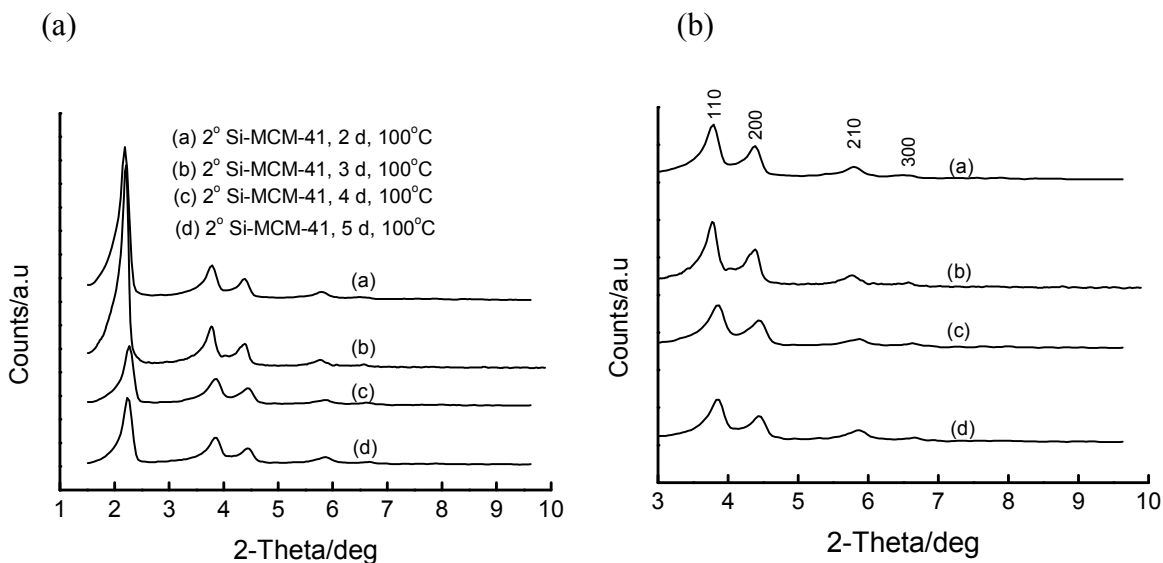 (a)
(a) 2° Si-MCM-41, 2 d, 100°C
(b) 2° Si-MCM-41, 3 d, 100°C
(c) 2° Si-MCM-41, 4 d, 100°C
(d) 2° Si-MCM-41, 5 d, 100°C
(a)
(b)
(c)
(d)
Counts/a.u
1 2 3 4 5 6 7 8 9 10
2-Theta/deg
(b)
110
200
210
300
(a)
(b)
(c)
(d)
Counts/a.u
3 4 5 6 7 8 9 10
2-Theta/deg